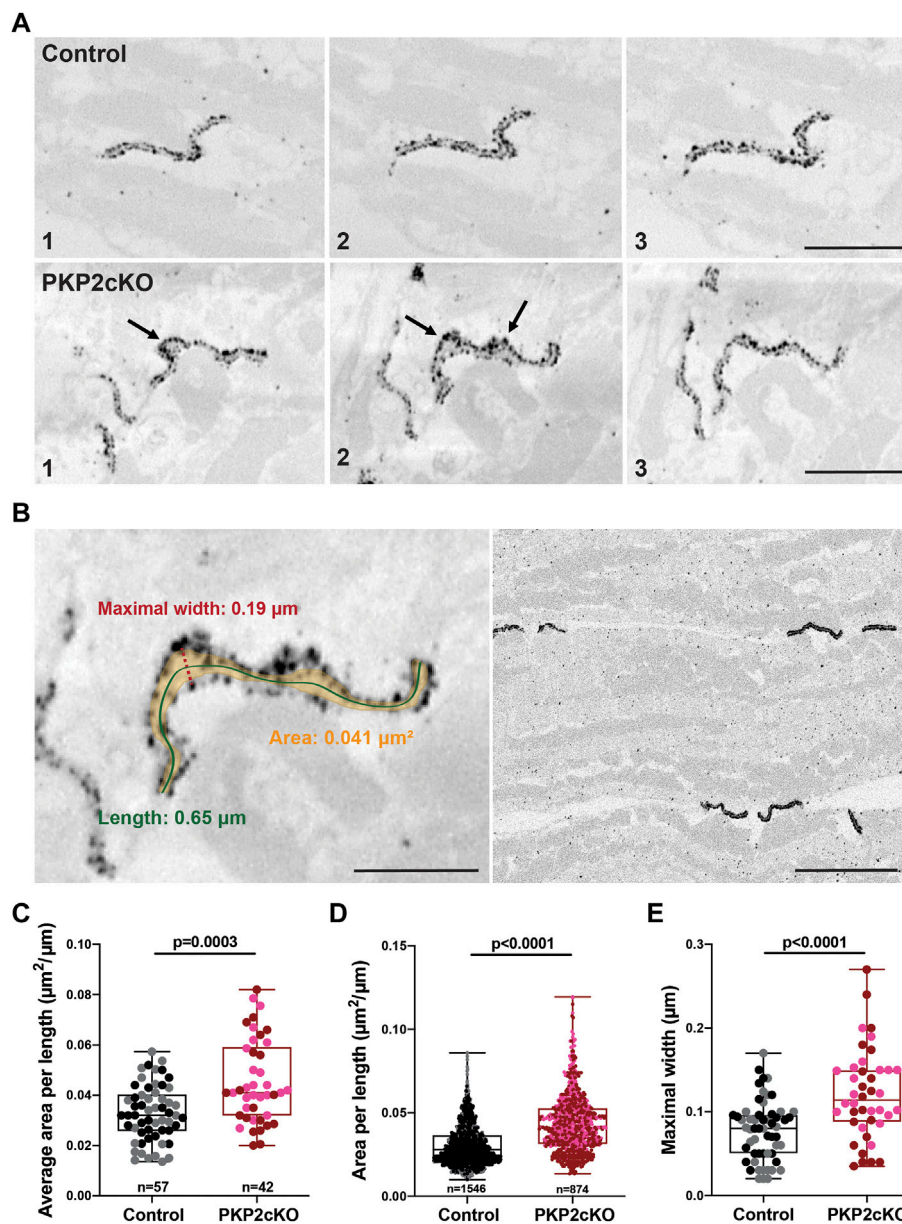 A
Control
1
2
3
PKP2cKO
1
2
3
B
Maximal width: 0.19 μm
Area: 0.041 μm²
Length: 0.65 μm
C
Average area per length (μm²/μm)
0.10
0.08
0.06
0.04
0.02
0.00
p=0.0003
n=57
n=42
Control
PKP2cKO
D
Area per length (μm²/μm)
0.15
0.10
0.05
0.00
p<0.0001
n=1546
n=874
Control
PKP2cKO
E
Maximal width (μm)
0.3
0.2
0.1
0.0
p<0.0001
Control
PKP2cKO